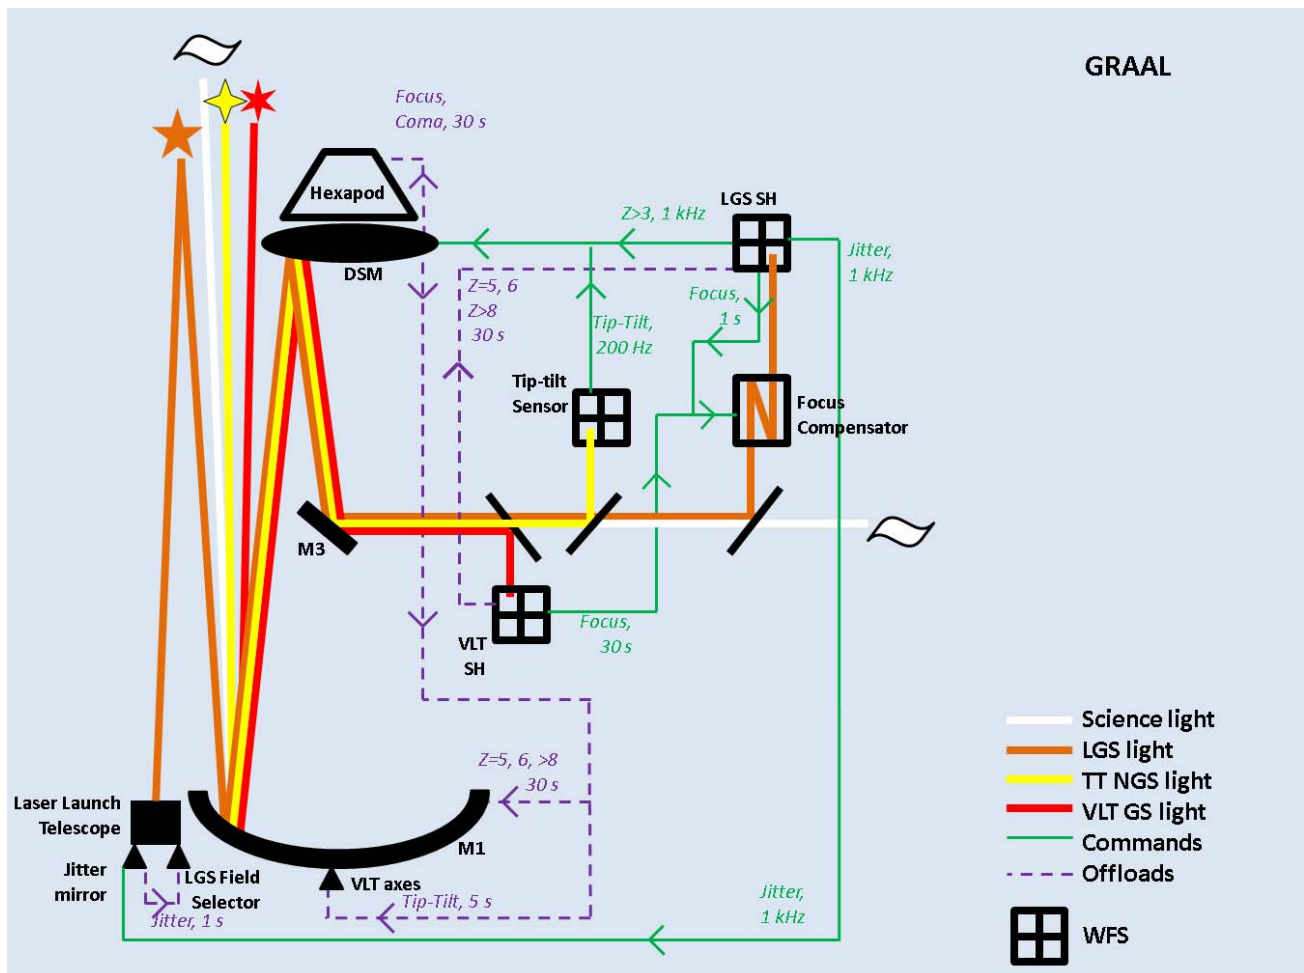 GRAAL
Focus,
Coma, 30 s
Hexapod
LGS SH
Z>3, 1 kHz
DSM
Jitter,
1 kHz
Z=5, 6
Z>8
30 s
Focus,
1 s
Tip-Tilt,
200 Hz
Tip-tilt
Sensor
Focus
Compensator
M3
VLT
SH
Focus,
30 s
Science light
LGS light
TT NGS light
VLT GS light
Commands
Offloads
WFS
Z=5, 6, >8
30 s
Laser Launch
Telescope
M1
Jitter
mirror
LGS Field
Selector
VLT axes
Jitter, 1 s
Tip-Tilt, 5 s
Jitter,
1 kHz